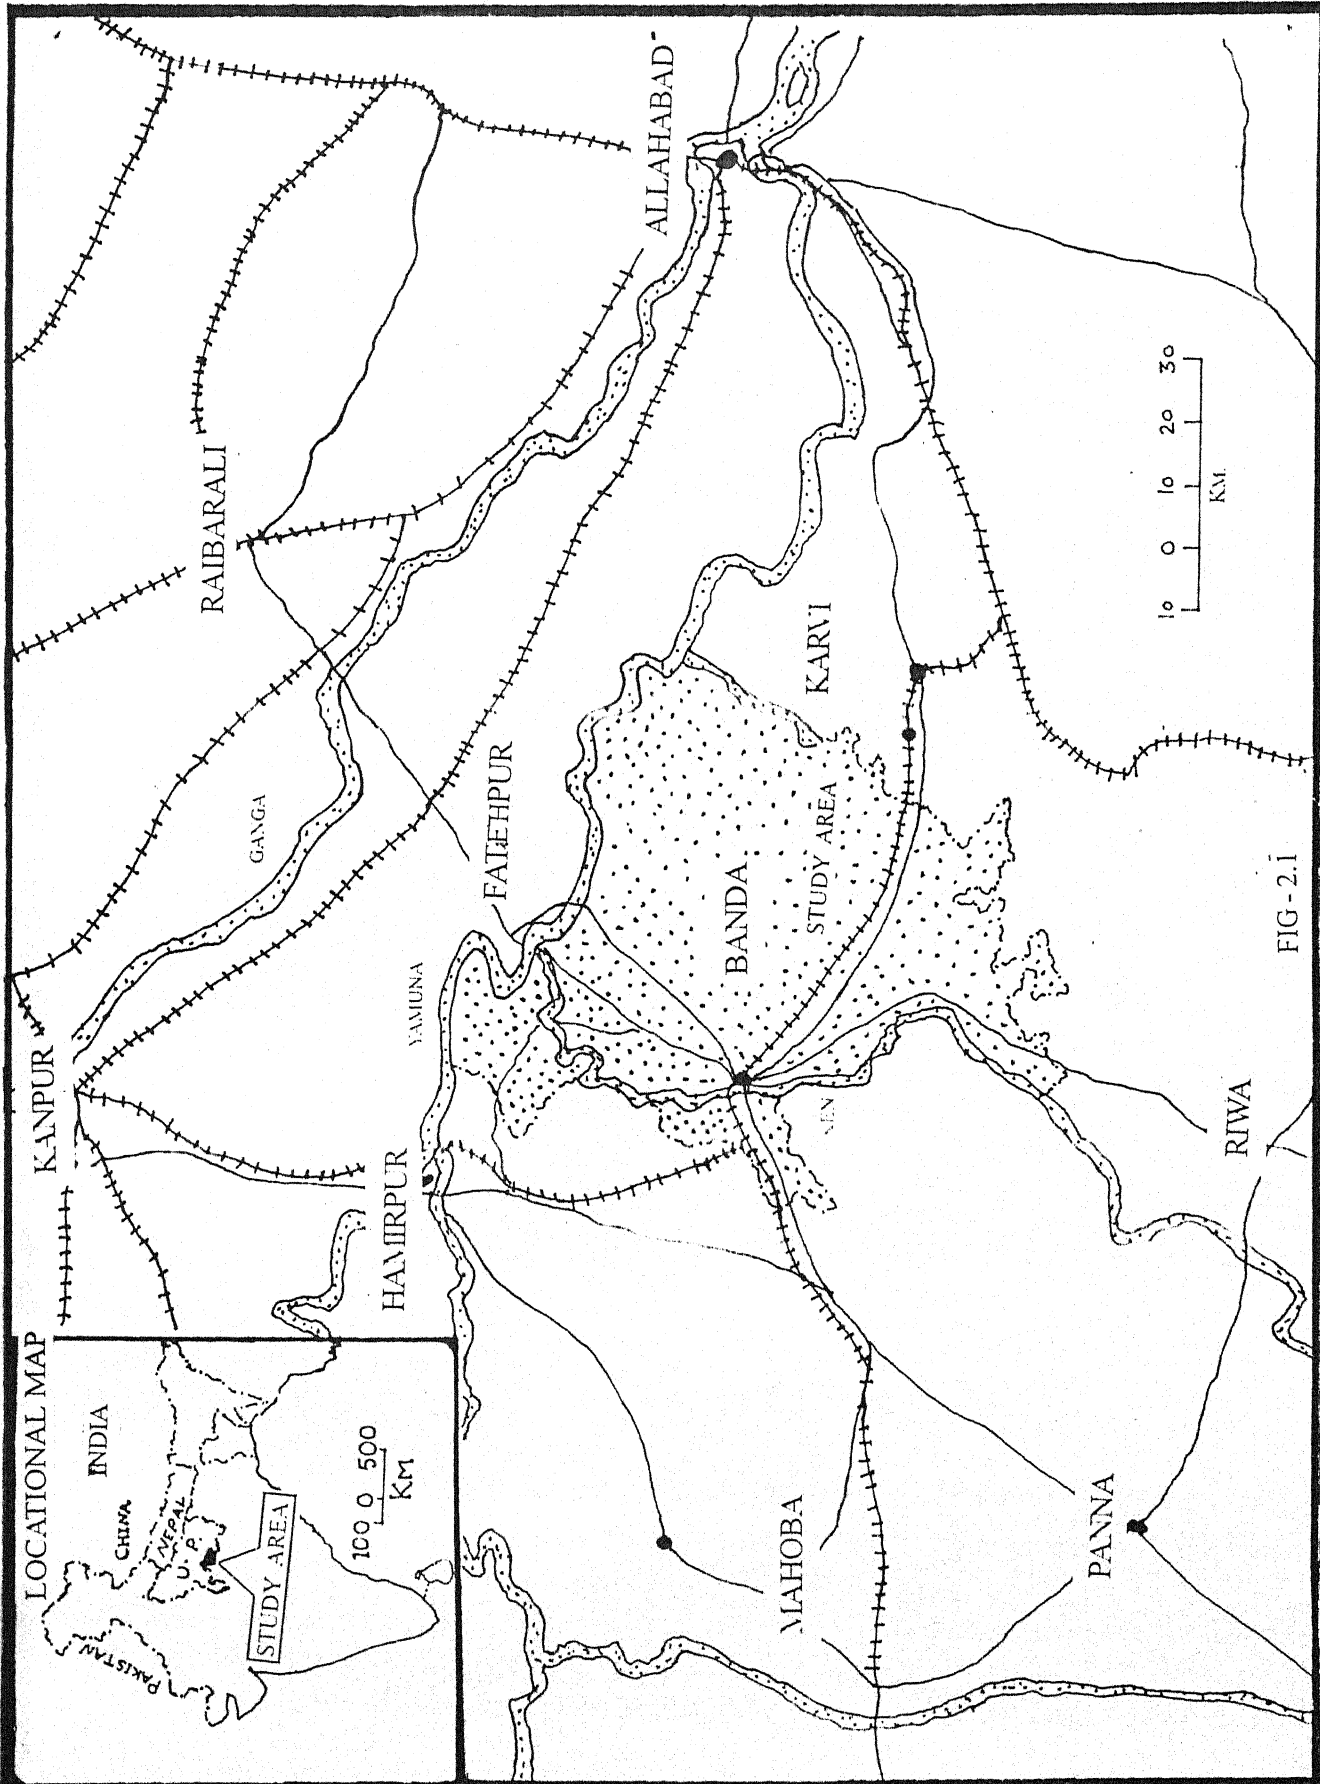 LOCATIONAL MAP
INDIA
CHINA
NEPAL
U. P.
PAKISTAN
STUDY AREA
100 0 500
KM
KANPUR
RAIBARALI
GANGA
ALLAHABAD
HAMIRPUR
YAMUNA
FATEHPUR
BANDA
STUDY AREA
KARVI
MAHOBA
PANNA
RIWA
10 0 10 20 30
KM.
FIG-2.1